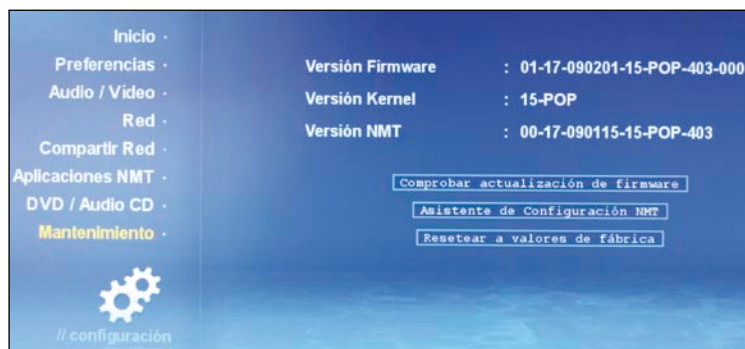 Inicio
Preferencias
Audio / Video
Red
Compartir Red
Aplicaciones NMT
DVD / Audio CD
Mantenimiento
// configuración
Versión Firmware : 01-17-090201-15-POP-403-000
Versión Kernel : 15-POP
Versión NMT : 00-17-090115-15-POP-403
Comprobar actualización de firmware
Asistente de Configuración NMT
Resetear a valores de fábrica